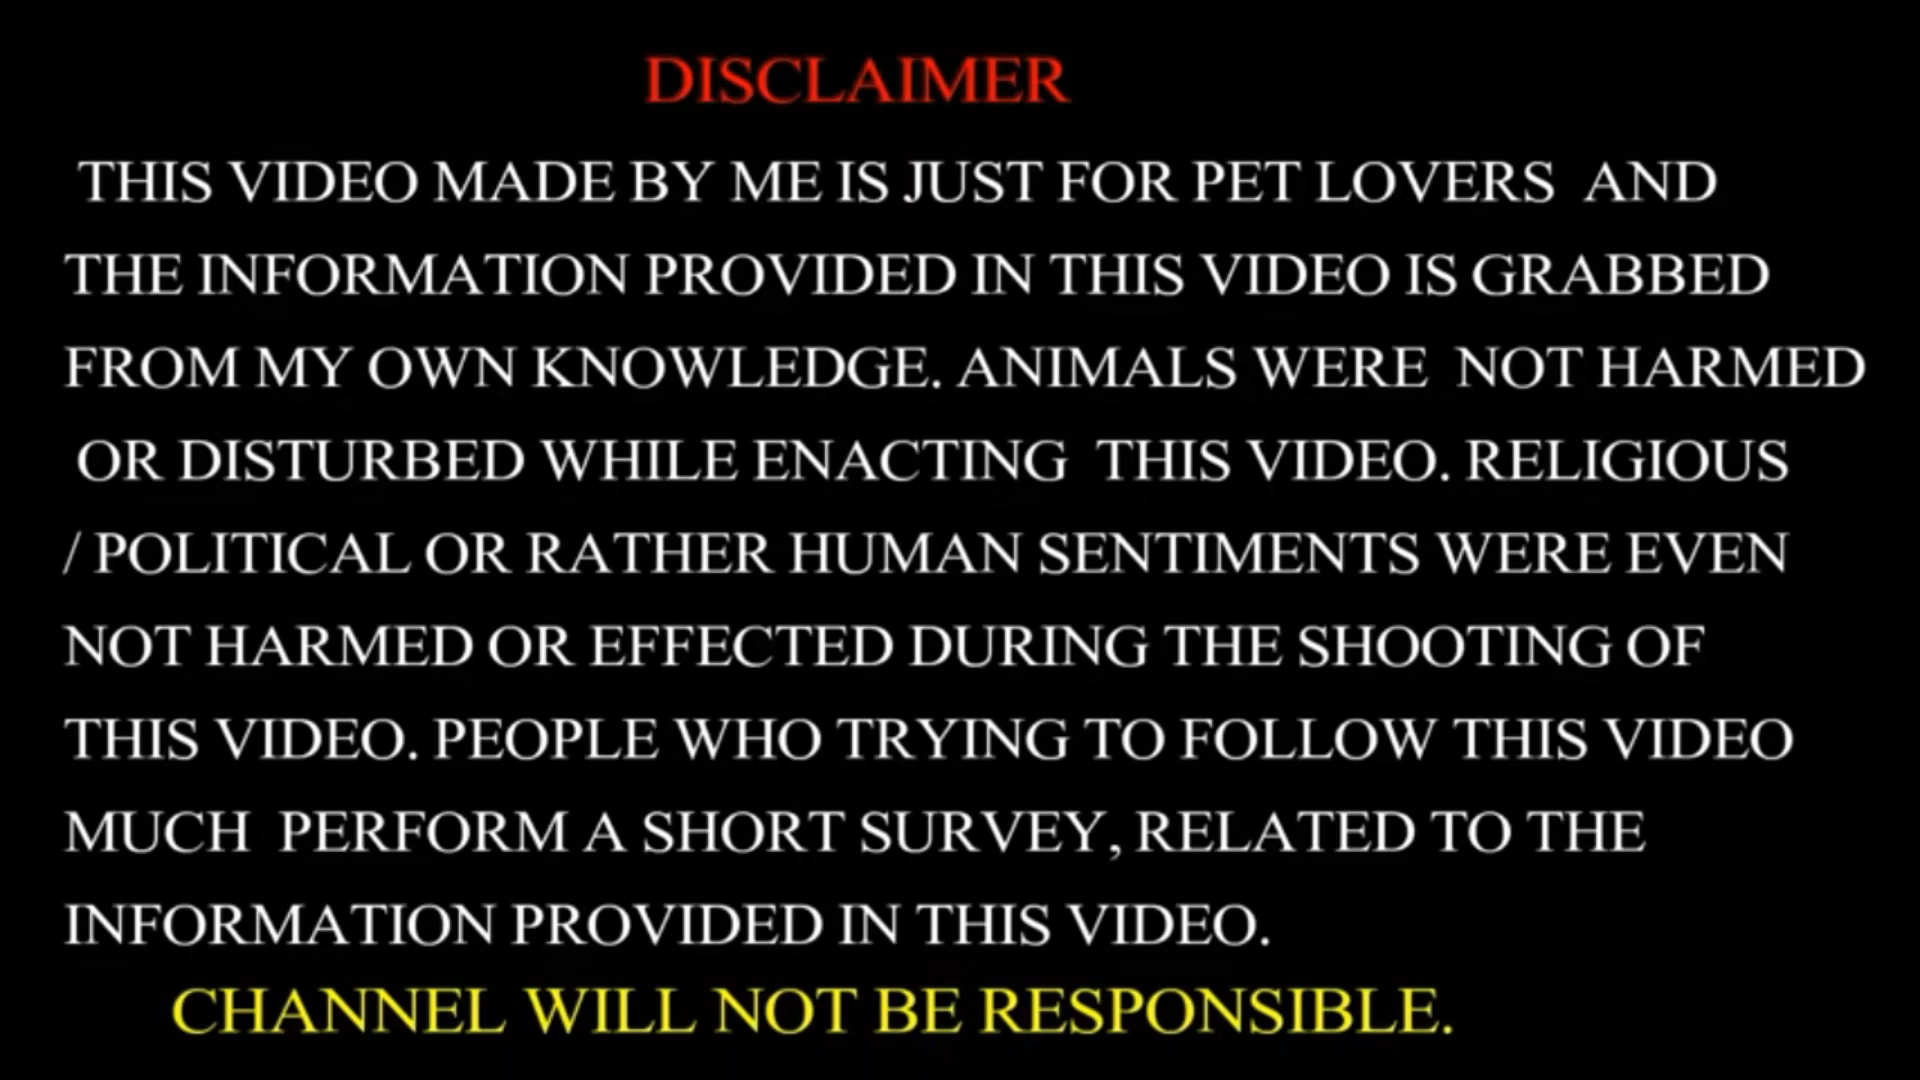 DISCLAIMER
THIS VIDEO MADE BY ME IS JUST FOR PET LOVERS AND
THE INFORMATION PROVIDED IN THIS VIDEO IS GRABBED
FROM MY OWN KNOWLEDGE. ANIMALS WERE NOT HARMED
OR DISTURBED WHILE ENACTING THIS VIDEO. RELIGIOUS
/ POLITICAL OR RATHER HUMAN SENTIMENTS WERE EVEN
NOT HARMED OR EFFECTED DURING THE SHOOTING OF
THIS VIDEO. PEOPLE WHO TRYING TO FOLLOW THIS VIDEO
MUCH PERFORM A SHORT SURVEY, RELATED TO THE
INFORMATION PROVIDED IN THIS VIDEO.
CHANNEL WILL NOT BE RESPONSIBLE.